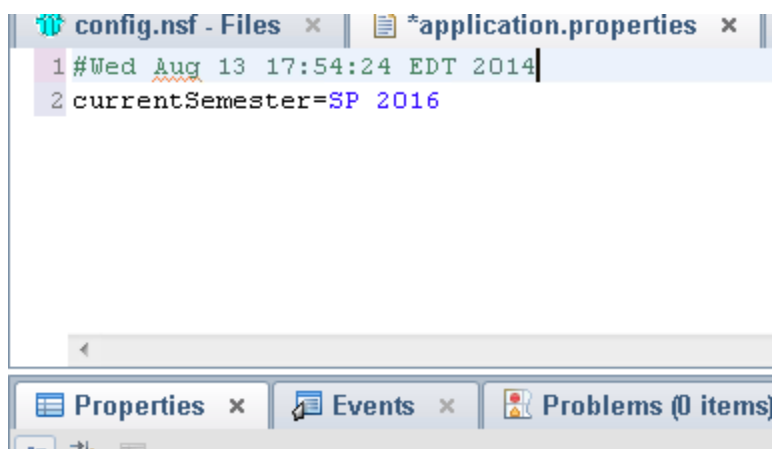 config.nsf - Files
*application.properties
1 #Wed Aug 13 17:54:24 EDT 2014
2 currentSemester=SP 2016
Properties
Events
Problems (0 items)